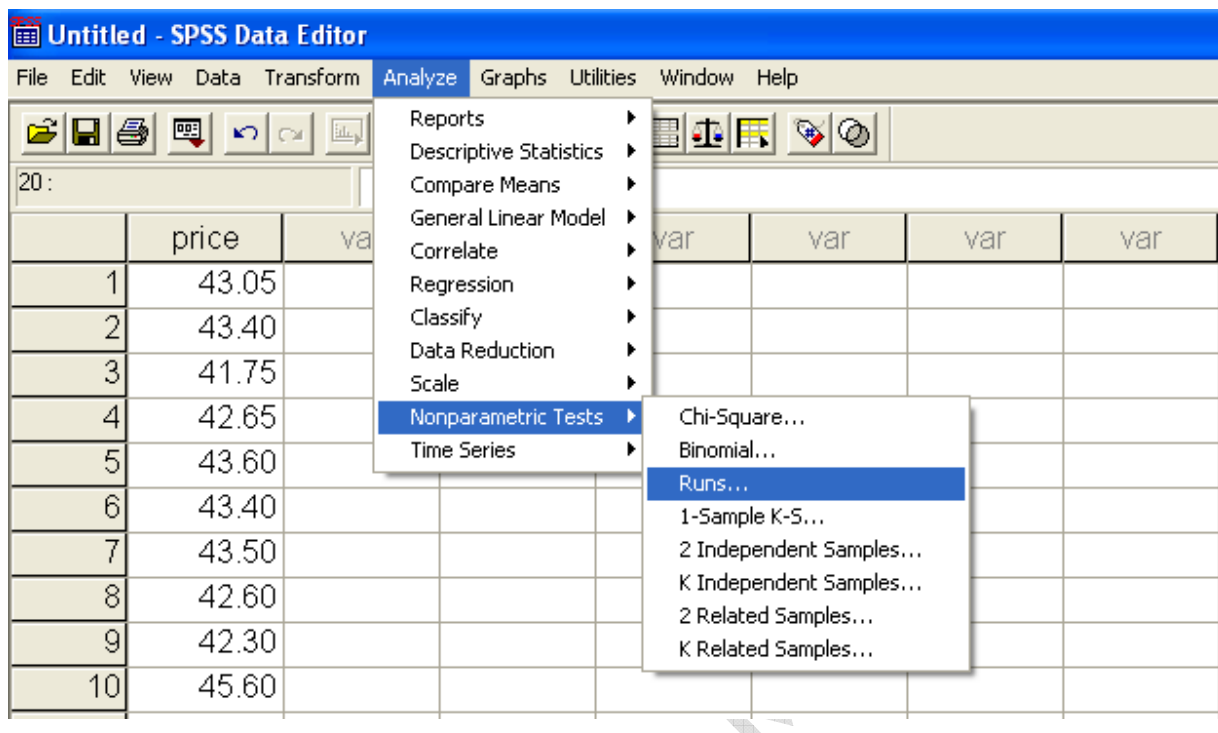 Untitled - SPSS Data Editor
File Edit View Data Transform Analyze Graphs Utilities Window Help
20 :
Reports
Descriptive Statistics
Compare Means
General Linear Model
Correlate
Regression
Classify
Data Reduction
Scale
Nonparametric Tests
Time Series
Chi-Square...
Binomial...
Runs...
1-Sample K-S...
2 Independent Samples...
K Independent Samples...
2 Related Samples...
K Related Samples...
price va var var var var
1 43.05
2 43.40
3 41.75
4 42.65
5 43.60
6 43.40
7 43.50
8 42.60
9 42.30
10 45.60